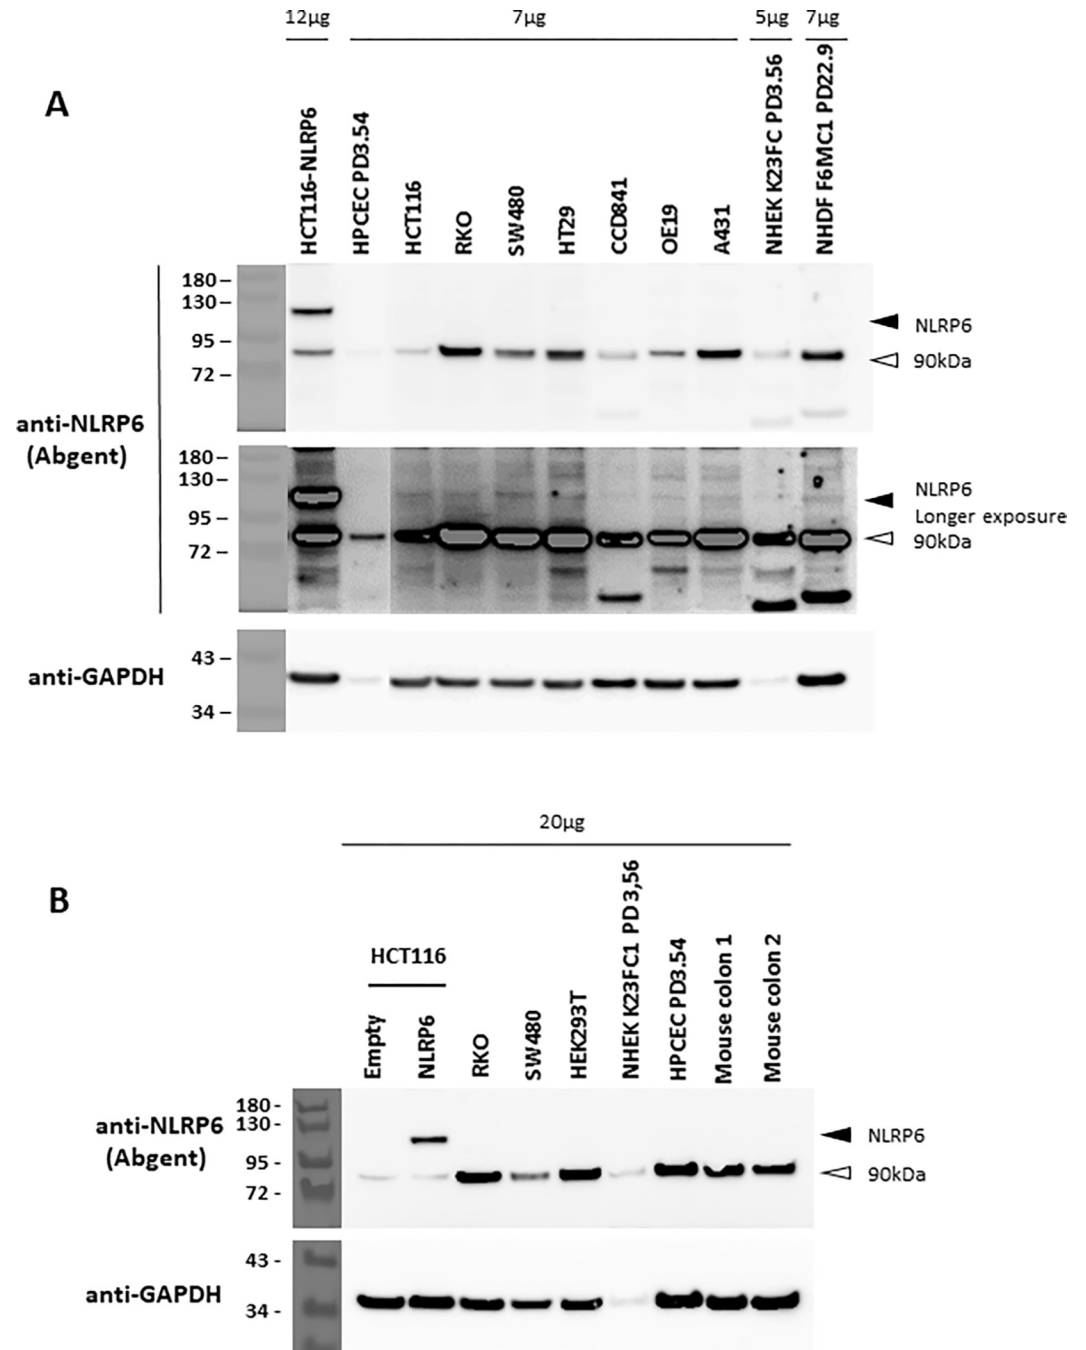 12µg
7µg
5µg
7µg
A
HCT116-NLRP6
HPCEC PD3.54
HCT116
RKO
SW480
HT29
CCD841
OE19
A431
NHEK K23FC PD3.56
NHDF F6MC1 PD22.9
180 –
130 –
95 –
72 –
NLRP6
90kDa
anti-NLRP6
(Abgent)
180 –
130 –
95 –
72 –
NLRP6
Longer exposure
90kDa
anti-GAPDH
43 –
34 –
20µg
B
HCT116
Empty
NLRP6
RKO
SW480
HEK293T
NHEK K23FC1 PD 3,56
HPCEC PD3.54
Mouse colon 1
Mouse colon 2
anti-NLRP6
(Abgent)
180 -
130 -
95 -
72 -
NLRP6
90kDa
anti-GAPDH
43 -
34 -